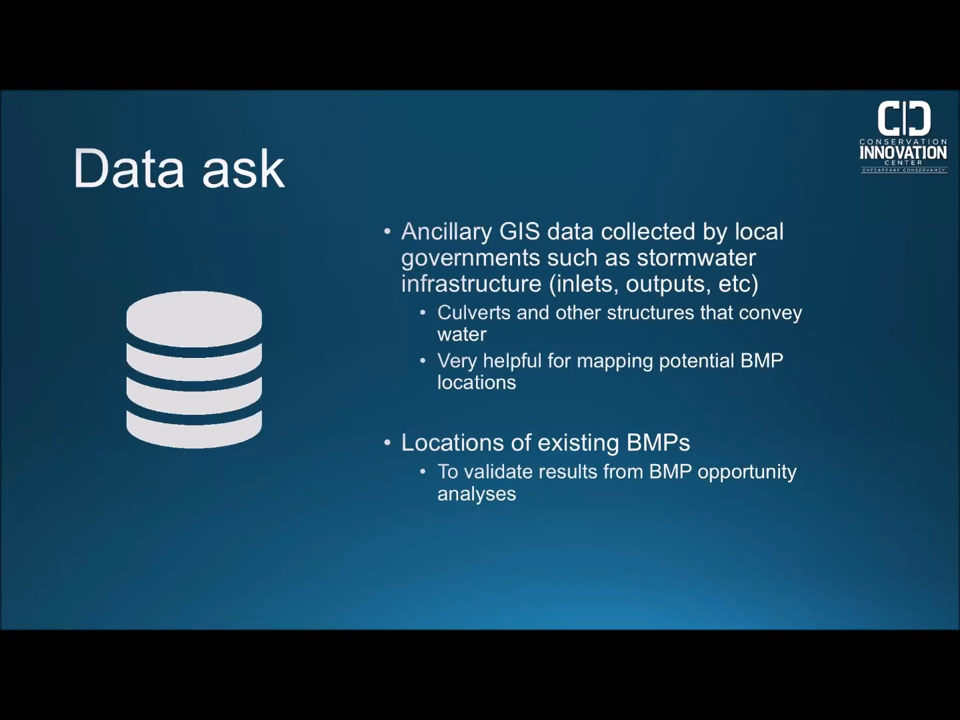 CONSERVATION
INNOVATION
CENTER
CHESAPEAKE CONSERVANCY
Data ask
• Ancillary GIS data collected by local
governments such as stormwater
infrastructure (inlets, outputs, etc)
• Culverts and other structures that convey
water
• Very helpful for mapping potential BMP
locations
• Locations of existing BMPs
• To validate results from BMP opportunity
analyses